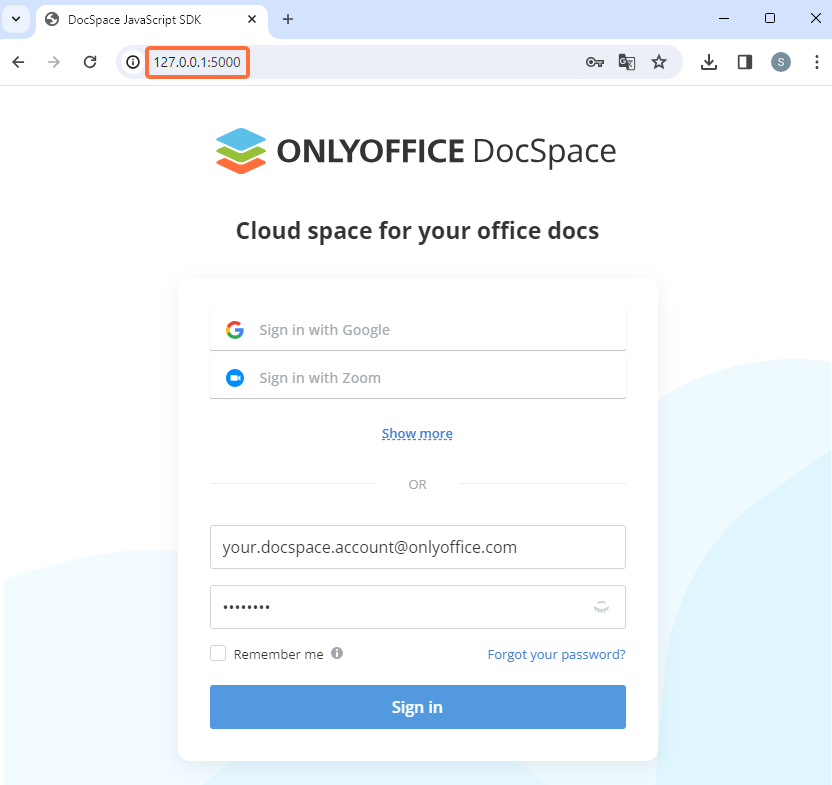 DocSpace JavaScript SDK
127.0.0.1:5000
S
ONLYOFFICE DocSpace
Cloud space for your office docs
Sign in with Google
Sign in with Zoom
Show more
OR
your.docspace.account@onlyoffice.com
••••••••
Remember me
Forgot your password?
Sign in